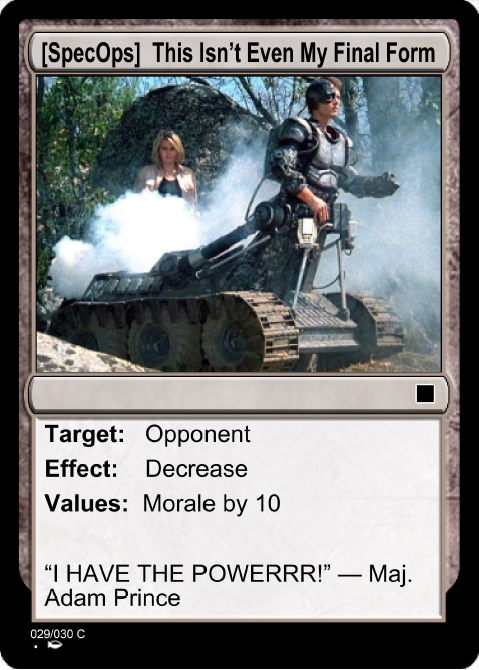 [SpecOps] This Isn't Even My Final Form
Target: Opponent
Effect: Decrease
Values: Morale by 10
“I HAVE THE POWERRR!” — Maj.
Adam Prince
029/030 C